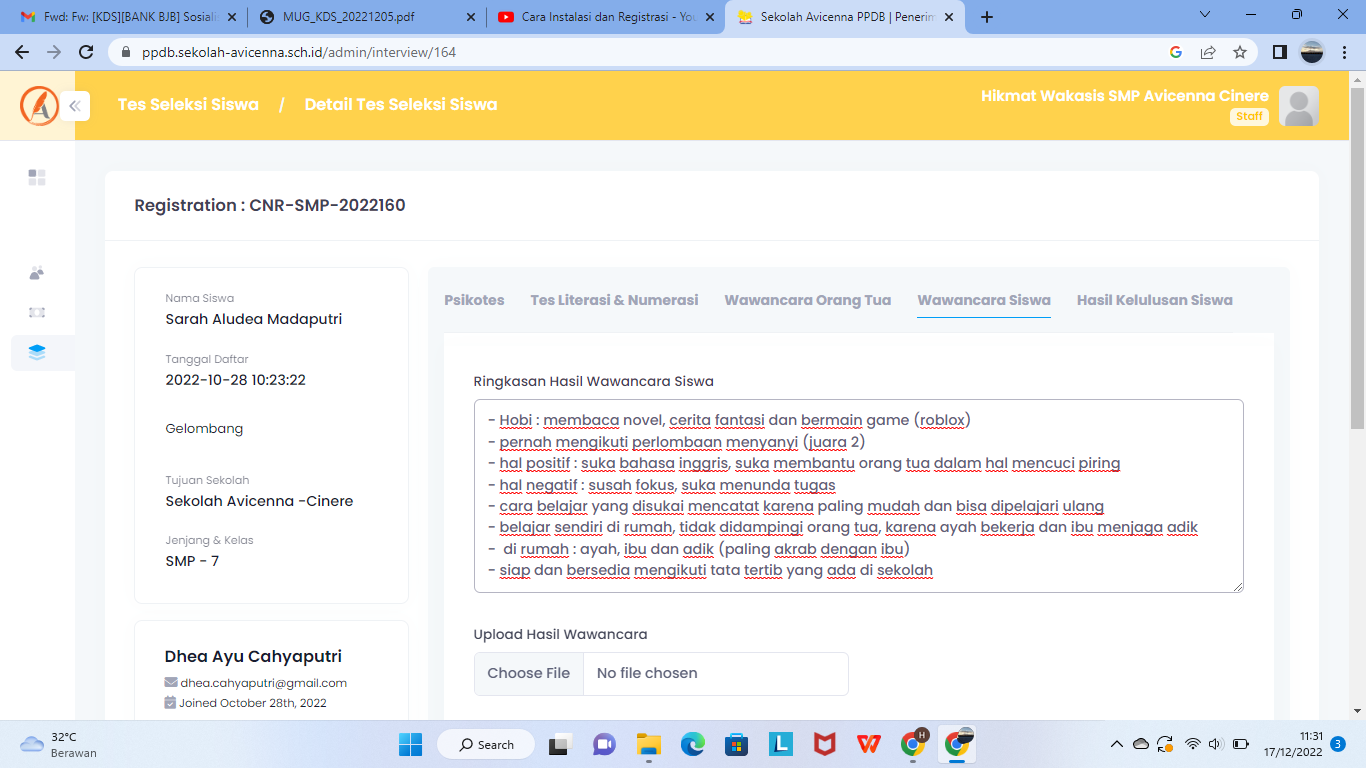 Fwd: Fw: [KDS][BANK BJB] Sosiali
MUG_KDS_20221205.pdf
Cara Instalasi dan Registrasi - You
Sekolah Avicenna PPDB | Penerim
ppdb.sekolah-avicenna.sch.id/admin/interview/164
Tes Seleksi Siswa / Detail Tes Seleksi Siswa
Hikmat Wakasis SMP Avicenna Cinere
Staff
Registration : CNR-SMP-2022160
Nama Siswa
Sarah Aludea Madaputri
Tanggal Daftar
2022-10-28 10:23:22
Gelombang
Tujuan Sekolah
Sekolah Avicenna -Cinere
Jenjang & Kelas
SMP - 7
Dhea Ayu Cahyaputri
dhea.cahyaputri@gmail.com
Joined October 28th, 2022
Psikotes Tes Literasi & Numerasi Wawancara Orang Tua Wawancara Siswa Hasil Kelulusan Siswa
Ringkasan Hasil Wawancara Siswa
- Hobi : membaca novel, cerita fantasi dan bermain game (roblox)
- pernah mengikuti perlombaan menyanyi (juara 2)
- hal positif : suka bahasa inggris, suka membantu orang tua dalam hal mencuci piring
- hal negatif : susah fokus, suka menunda tugas
- cara belajar yang disukai mencatat karena paling mudah dan bisa dipelajari ulang
- belajar sendiri di rumah, tidak didampingi orang tua, karena ayah bekerja dan ibu menjaga adik
- di rumah : ayah, ibu dan adik (paling akrab dengan ibu)
- siap dan bersedia mengikuti tata tertib yang ada di sekolah
Upload Hasil Wawancara
Choose File No file chosen
32°C
Berawan
Search
11:31
17/12/2022
3